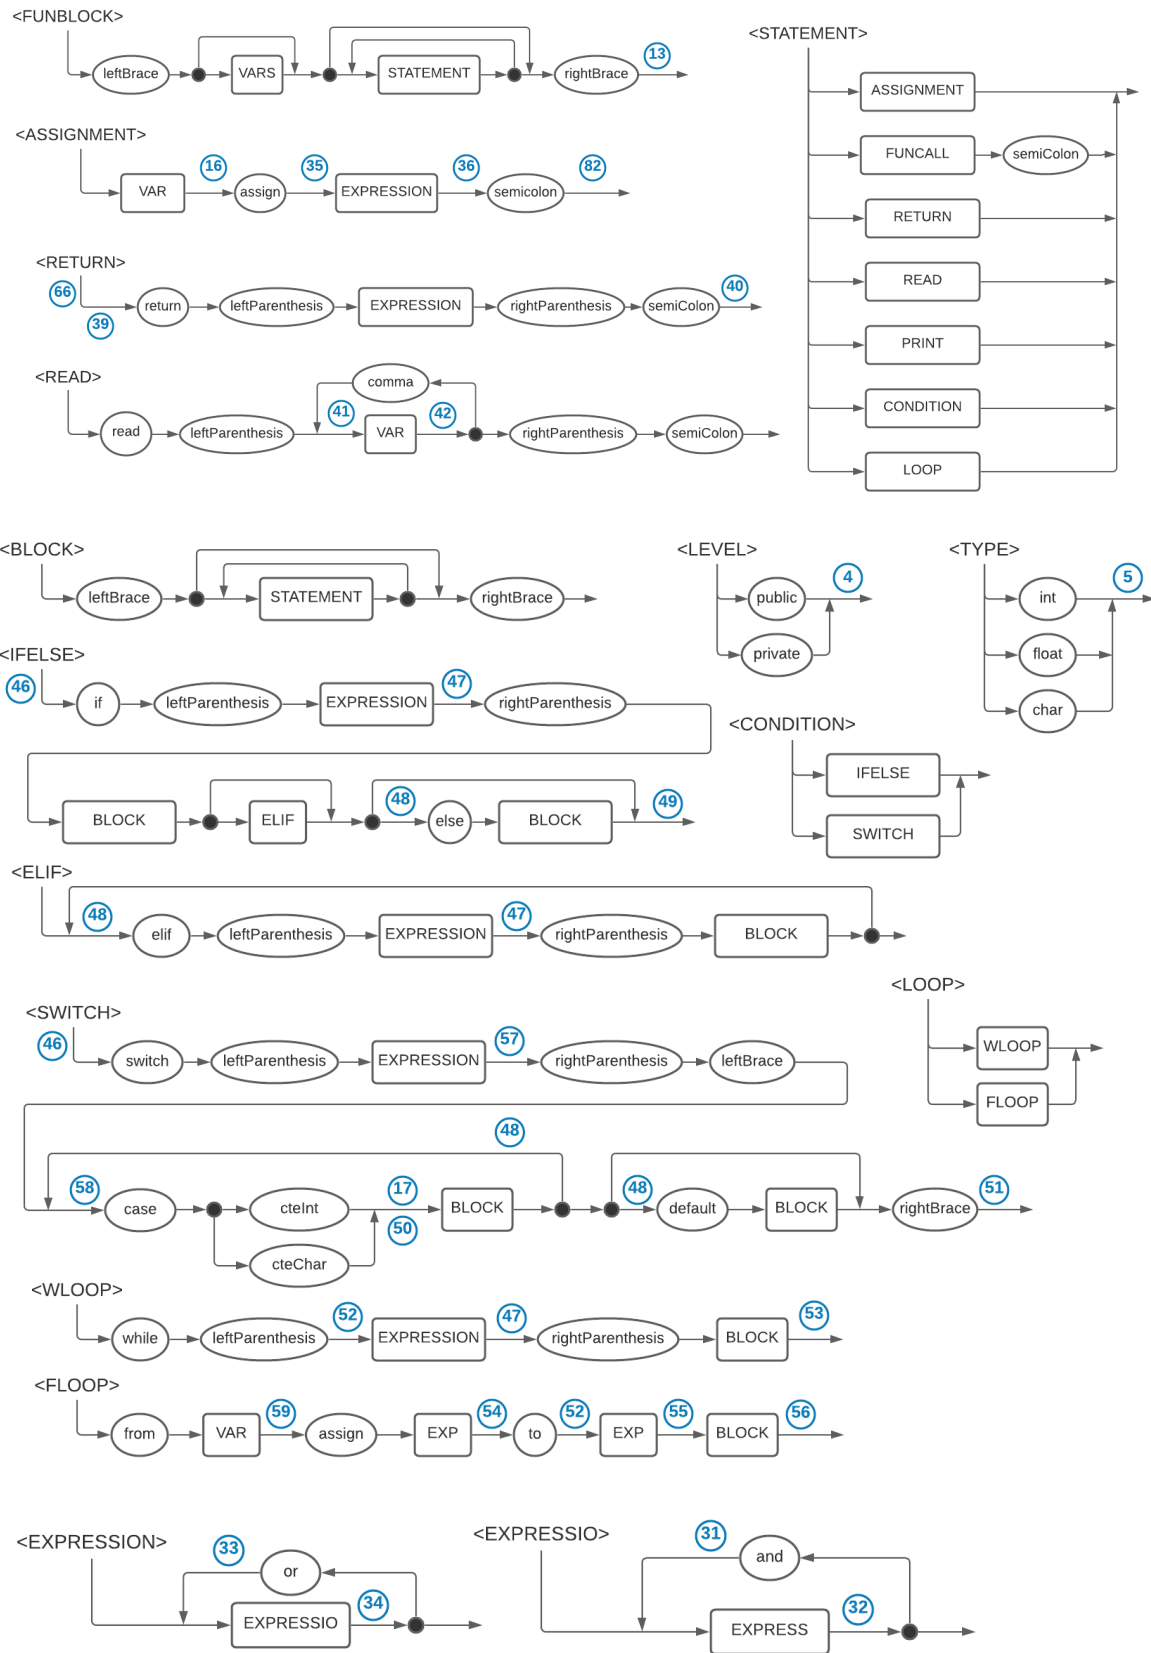 <FUNBLOCK>
leftBrace VARS STATEMENT rightBrace 13
<STATEMENT>
ASSIGNMENT
FUNCALL semiColon
RETURN
READ
PRINT
CONDITION
LOOP
<ASSIGNMENT>
VAR 16 assign 35 EXPRESSION 36 semicolon 82
<RETURN>
66 39 return leftParenthesis EXPRESSION rightParenthesis semiColon 40
<READ>
comma
read leftParenthesis 41 VAR 42 rightParenthesis semiColon
<BLOCK>
leftBrace STATEMENT rightBrace
<LEVEL>
public 4
private
<TYPE>
int 5
float
char
<IFELSE>
46 if leftParenthesis EXPRESSION 47 rightParenthesis
BLOCK ELIF 48 else BLOCK 49
<CONDITION>
IFELSE
SWITCH
<ELIF>
48 elif leftParenthesis EXPRESSION 47 rightParenthesis BLOCK
<LOOP>
WLOOP
FLOOP
<SWITCH>
46 switch leftParenthesis EXPRESSION 57 rightParenthesis leftBrace
48
58 case cteInt 17 BLOCK 48 default BLOCK rightBrace 51
cteChar 50
<WLOOP>
while leftParenthesis 52 EXPRESSION 47 rightParenthesis BLOCK 53
<FLOOP>
from VAR 59 assign EXP 54 to 52 EXP 55 BLOCK 56
<EXPRESSION>
33 or
EXPRESSIO 34
<EXPRESSIO>
31 and
EXPRESS 32